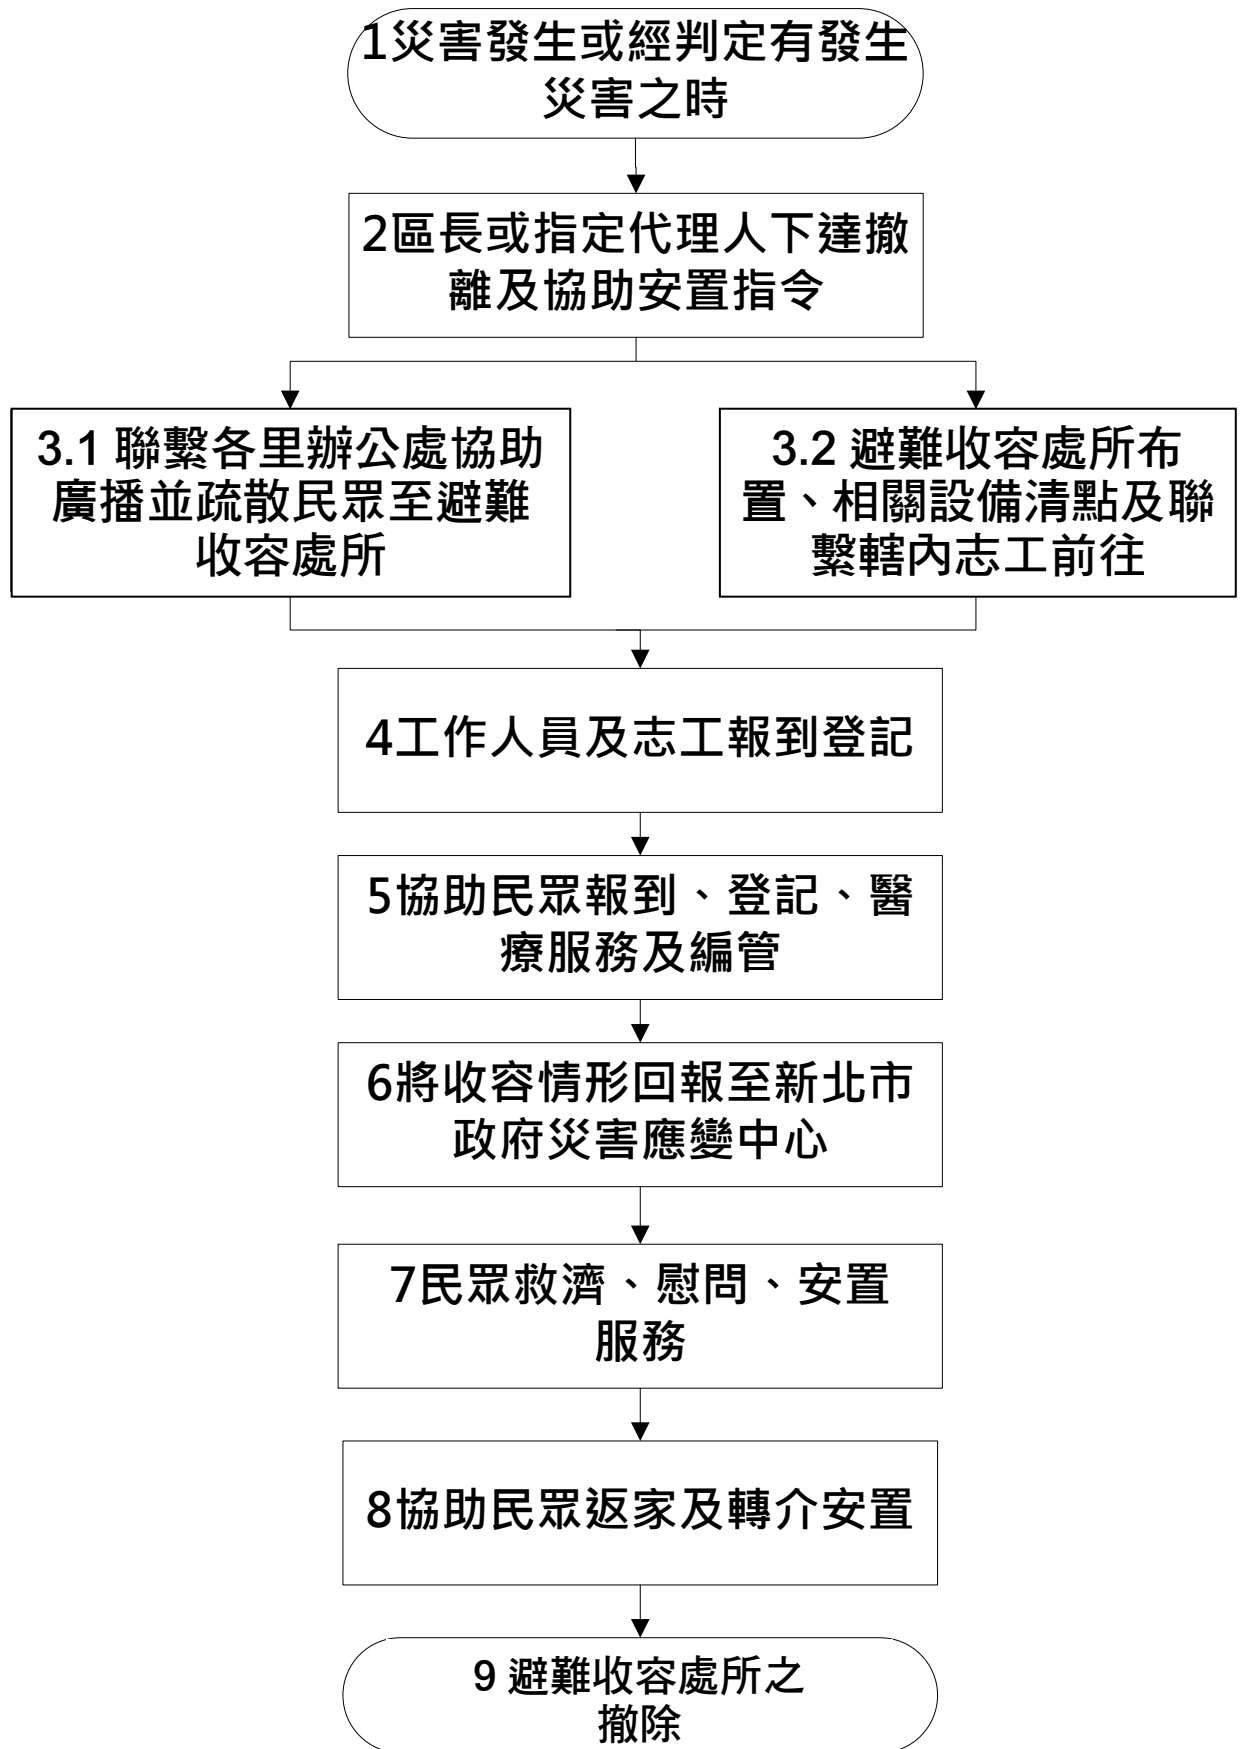 1災害發生或經判定有發生
災害之時
2區長或指定代理人下達撤
離及協助安置指令
3.1 聯繫各里辦公處協助
廣播並疏散民眾至避難
收容處所
3.2 避難收容處所布
置、相關設備清點及聯
繫轄內志工前往
4工作人員及志工報到登記
5協助民眾報到、登記、醫
療服務及編管
6將收容情形回報至新北市
政府災害應變中心
7民眾救濟、慰問、安置
服務
8協助民眾返家及轉介安置
9 避難收容處所之
撤除